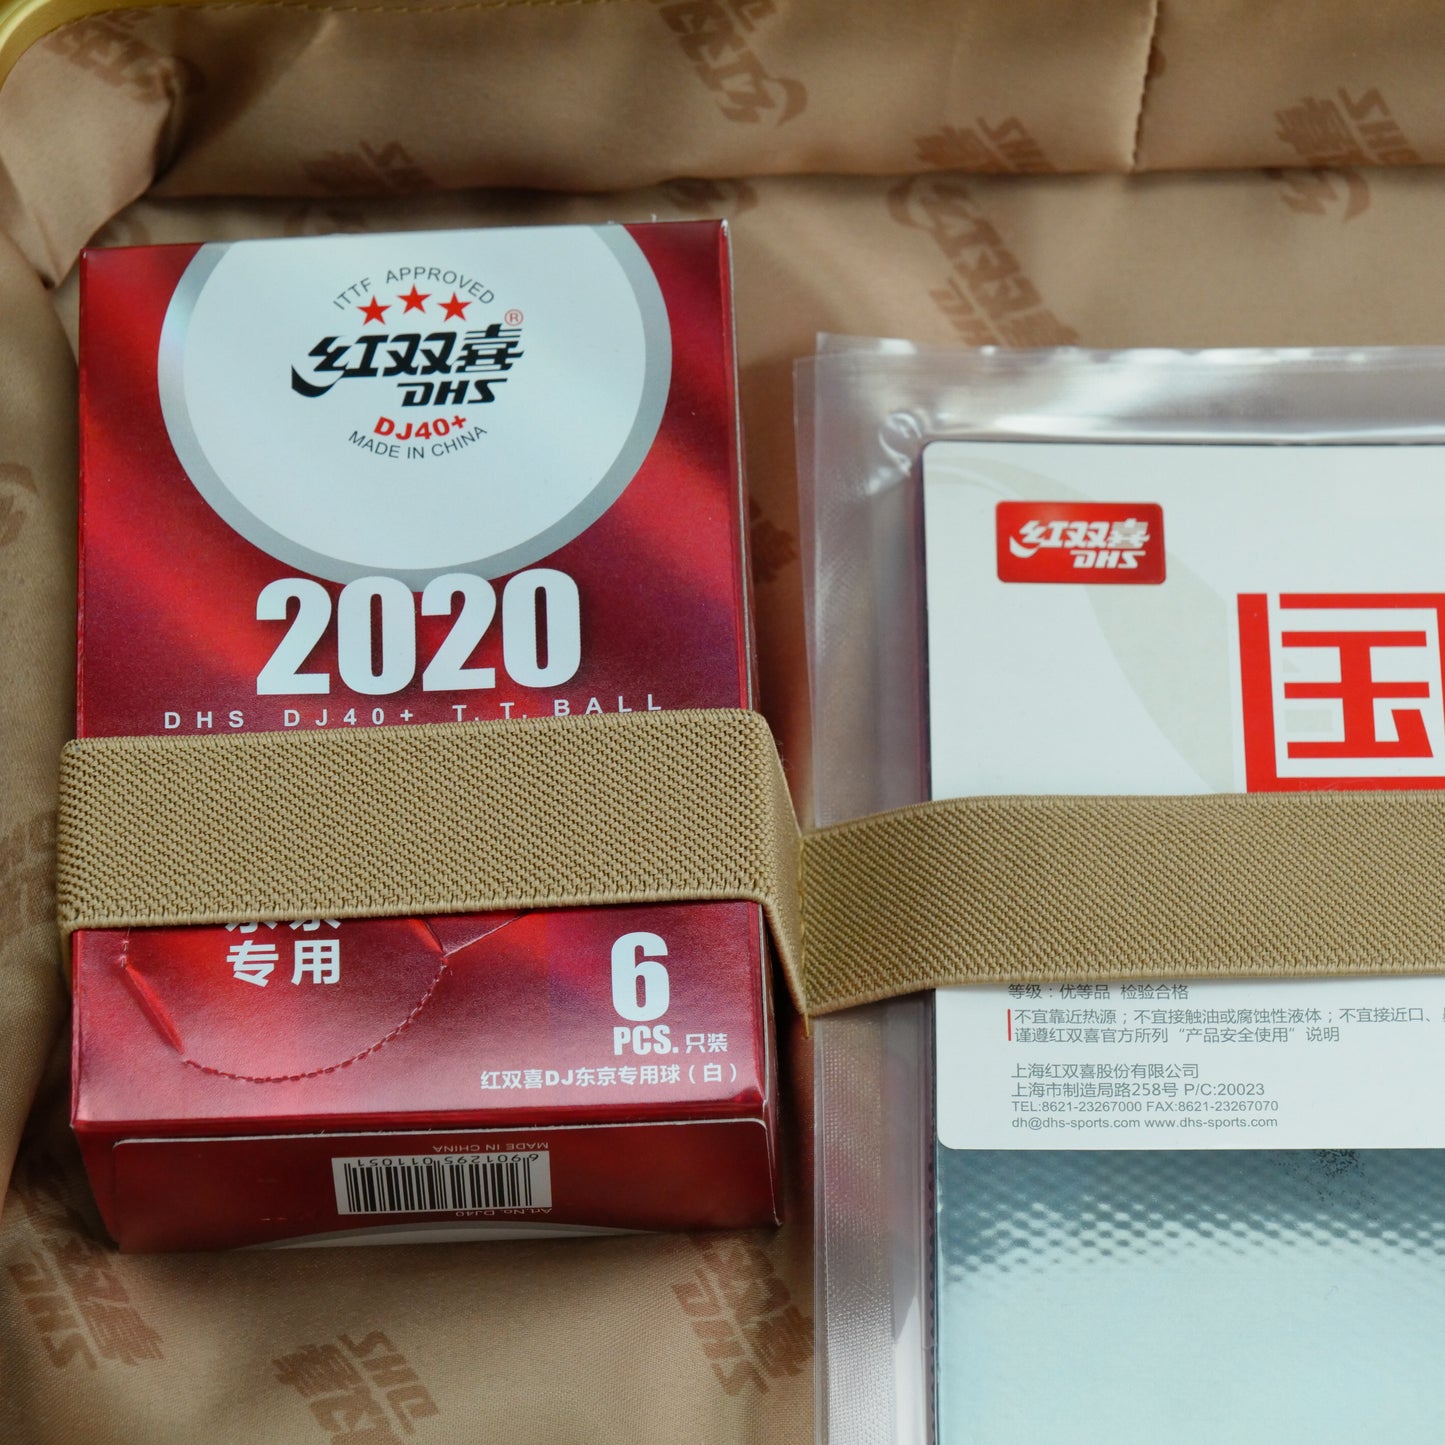 ITTF APPROVED
红双喜®
DHS
DJ40+
MADE IN CHINA
2020
DHS DJ40+ T.T. BALL
专用
6
PCS. 只装
红双喜DJ东京专用球（白）
MADE IN CHINA
6 901295 011051
Art.No. DJ40
红双喜
DHS
国
等级：优等品 检验合格
不宜靠近热源；不宜接触油或腐蚀性液体；不宜接近口、
谨遵红双喜官方所列“产品安全使用”说明
上海红双喜股份有限公司
上海市制造局路258号 P/C:20023
TEL:8621-23267000 FAX:8621-23267070
dh@dhs-sports.com www.dhs-sports.com